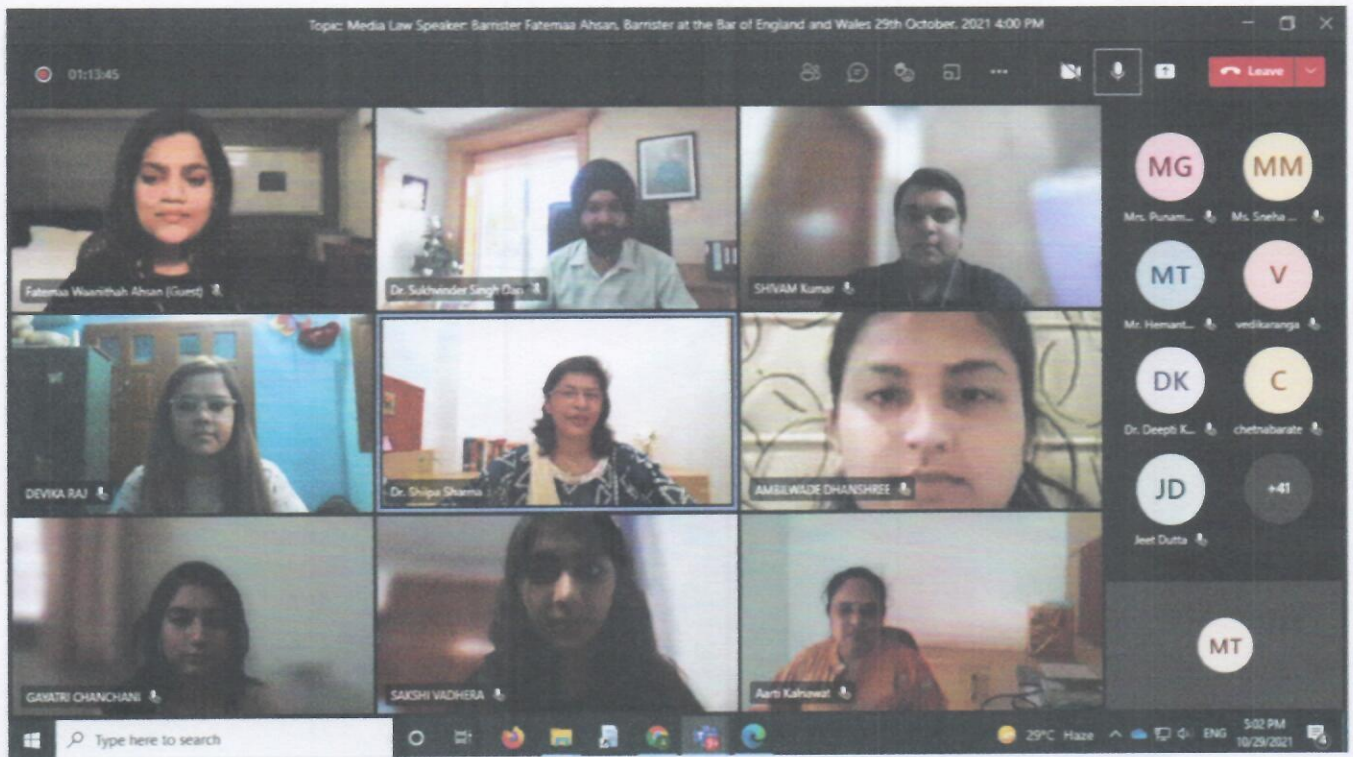 Topic: Media Law Speaker: Barrister Fatemaa Ahsan, Barrister at the Bar of England and Wales 29th October, 2021 4:00 PM
01:13:45
Leave
Fatemaa Waanithah Ahsan (Guest)
Dr. Sukhvinder Singh
SHIVAM Kumar
MG
MM
Mrs. Punam...
Ms. Sneha ...
MT
V
Mr. Hemant...
vedikaranga
DEVIKA RAJ
Dr. Shilpa Sharma
AMBILWADE DHANSHREE
DK
C
Dr. Deepti K...
chetnabarate
JD
+41
Jeet Dutta
GAYATRI CHANCHANI
SAKSHI VADHERA
Aarti Kalnawat
MT
Type here to search
29°C Haze
ENG
5:02 PM
10/29/2021
4